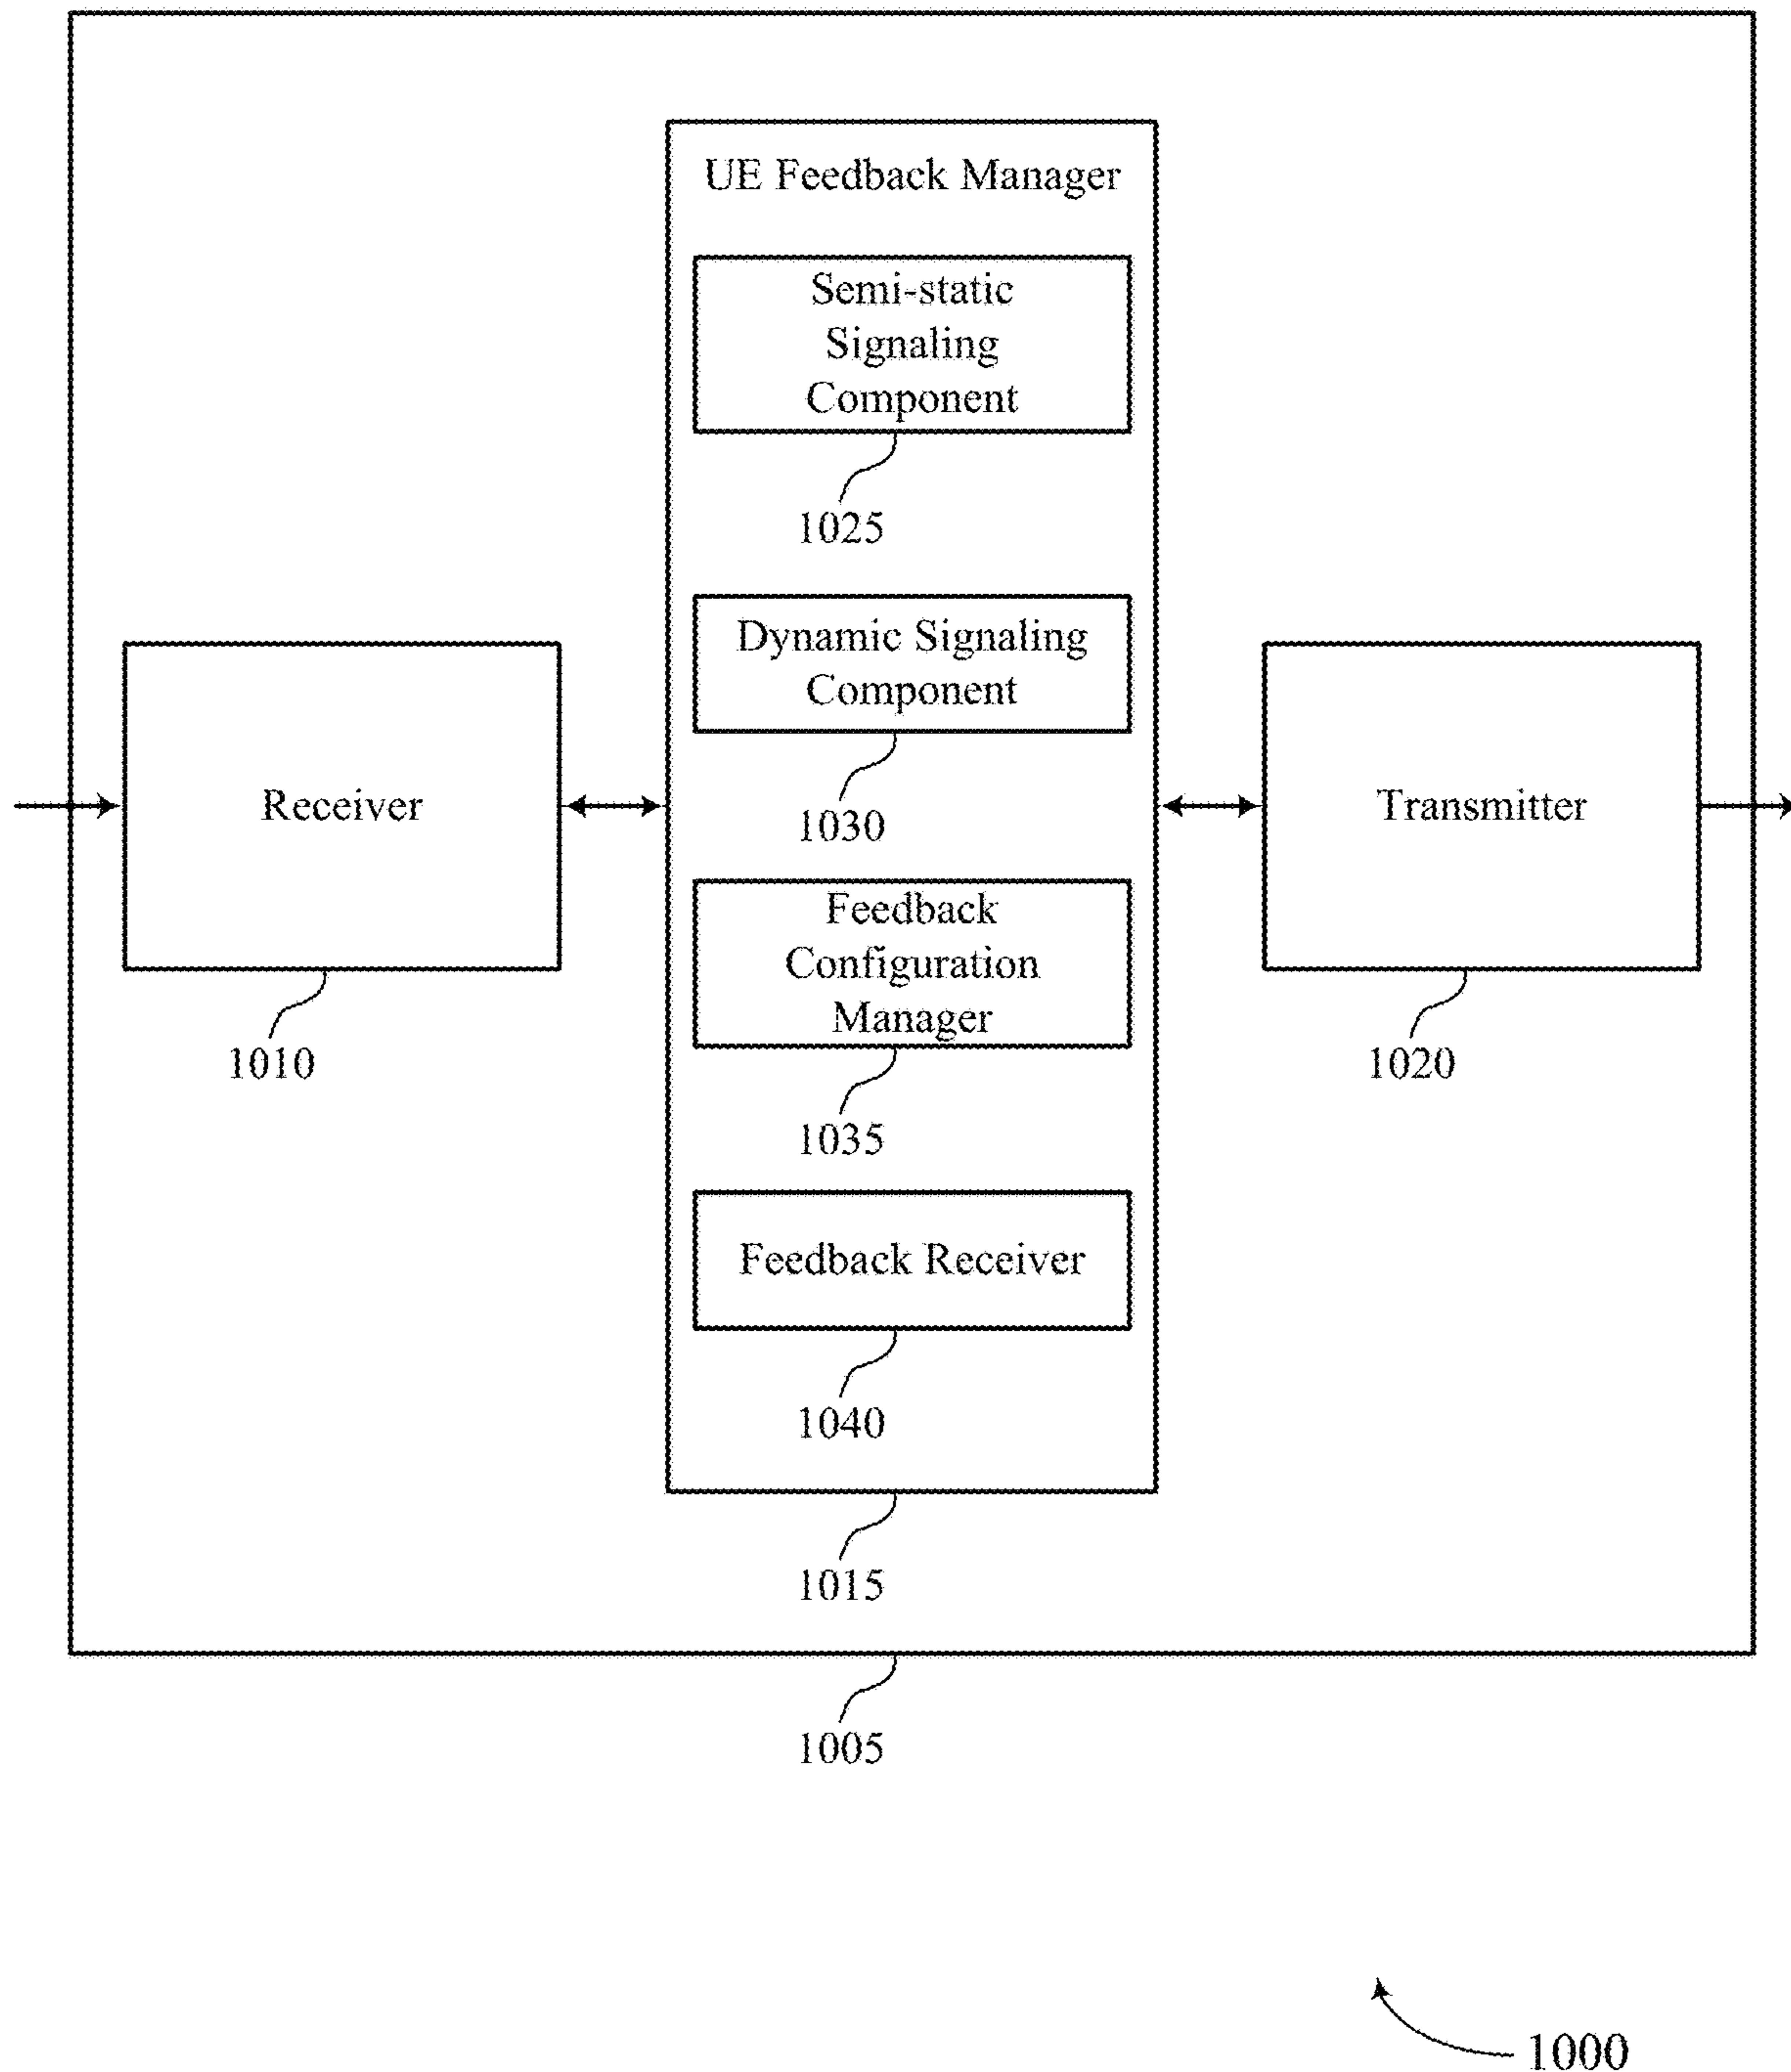 UE Feedback Manager
Semi-static
Signaling
Component
1025
Dynamic Signaling
Component
1030
Receiver
1010
Transmitter
1020
Feedback
Configuration
Manager
1035
Feedback Receiver
1040
1015
1005
1000